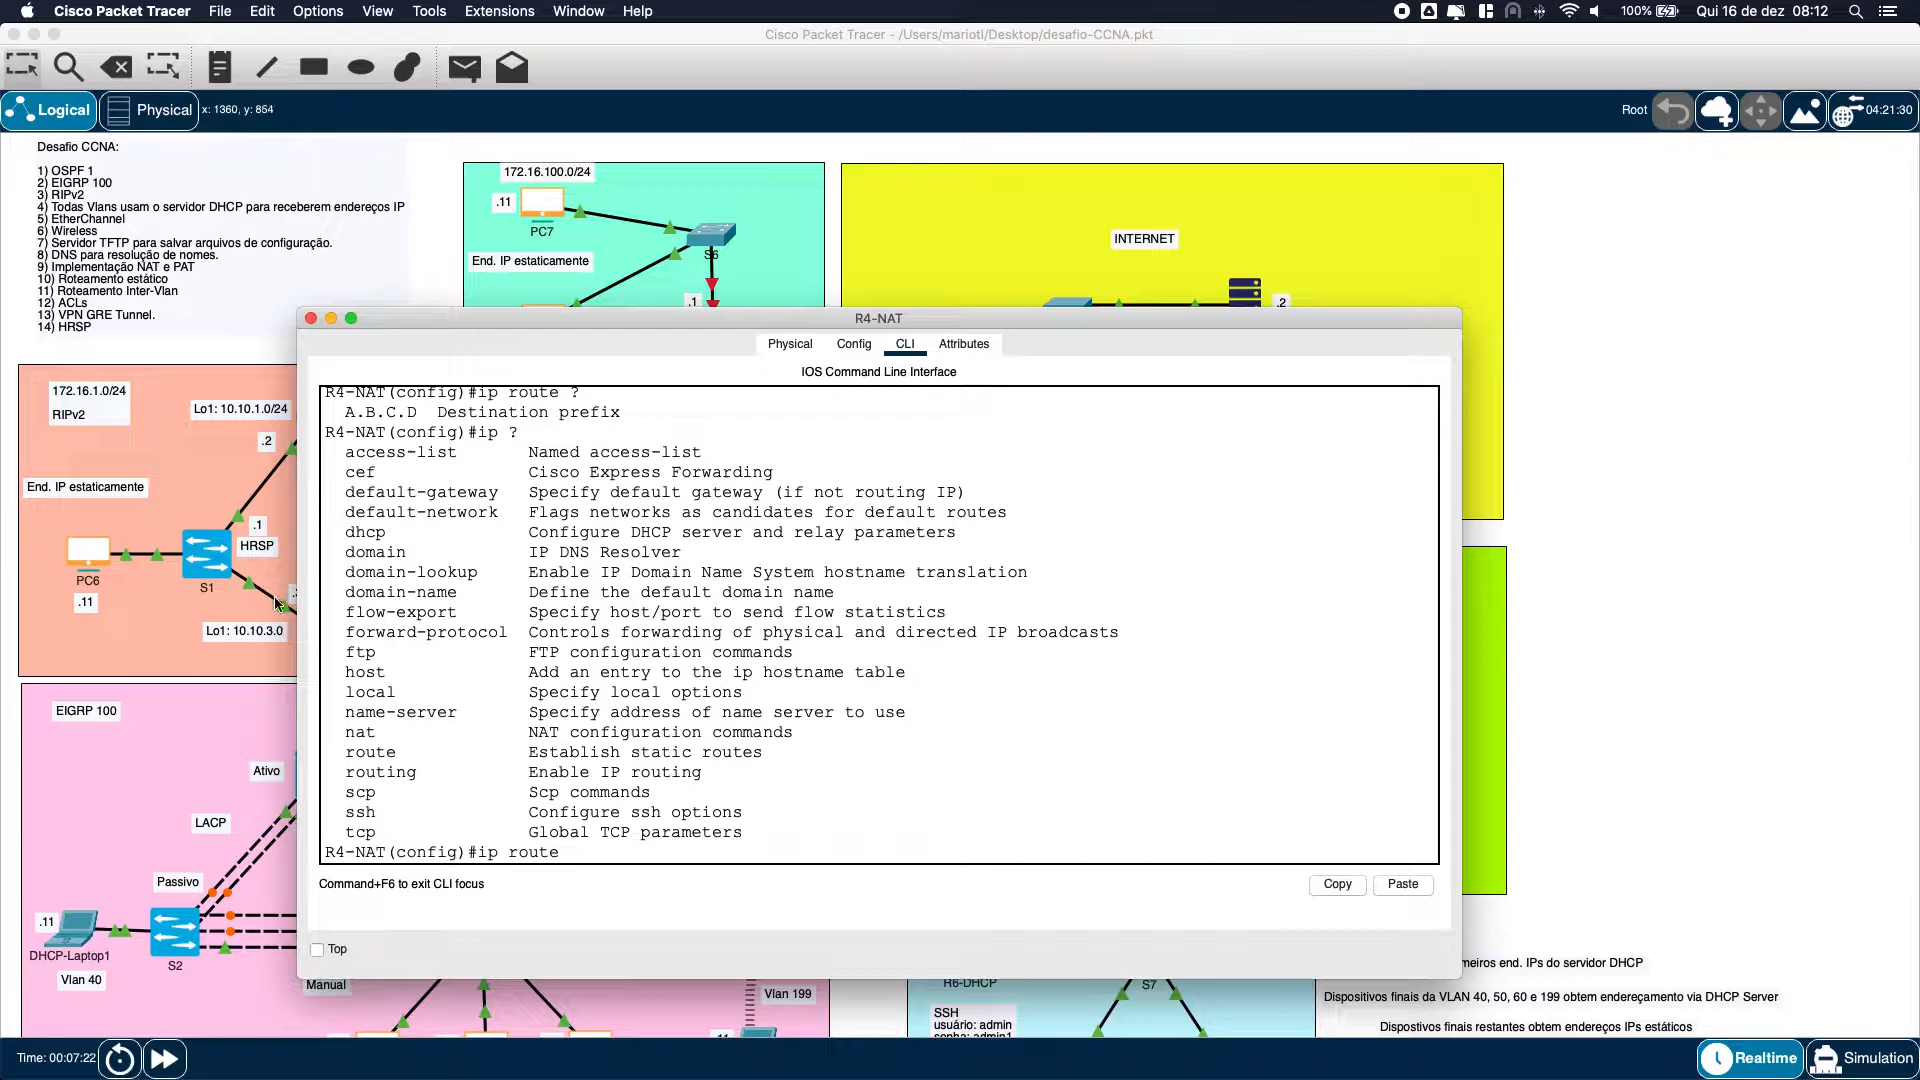 Cisco Packet Tracer File Edit Options View Tools Extensions Window Help
100% Qui 16 de dez 08:12
Cisco Packet Tracer - /Users/mariotl/Desktop/desafio-CCNA.pkt
Logical Physical x: 1360, y: 854
Root 04:21:30
Desafio CCNA:
1) OSPF 1
2) EIGRP 100
3) RIPv2
4) Todas Vlans usam o servidor DHCP para receberem endereços IP
5) EtherChannel
6) Wireless
7) Servidor TFTP para salvar arquivos de configuração.
8) DNS para resolução de nomes.
9) Implementação NAT e PAT
10) Roteamento estático
11) Roteamento Inter-Vlan
12) ACLs
13) VPN GRE Tunnel.
14) HRSP
172.16.100.0/24
.11
PC7
S6
End. IP estaticamente
.1
INTERNET
.2
172.16.1.0/24
RIPv2
Lo1: 10.10.1.0/24
.2
End. IP estaticamente
.1
HRSP
PC6
S1
.11
Lo1: 10.10.3.0
EIGRP 100
Ativo
LACP
Passivo
.11
DHCP-Laptop1
S2
Vlan 40
R4-NAT
Physical Config CLI Attributes
IOS Command Line Interface
R4-NAT(config)#ip route ?
A.B.C.D Destination prefix
R4-NAT(config)#ip ?
access-list Named access-list
cef Cisco Express Forwarding
default-gateway Specify default gateway (if not routing IP)
default-network Flags networks as candidates for default routes
dhcp Configure DHCP server and relay parameters
domain IP DNS Resolver
domain-lookup Enable IP Domain Name System hostname translation
domain-name Define the default domain name
flow-export Specify host/port to send flow statistics
forward-protocol Controls forwarding of physical and directed IP broadcasts
ftp FTP configuration commands
host Add an entry to the ip hostname table
local Specify local options
name-server Specify address of name server to use
nat NAT configuration commands
route Establish static routes
routing Enable IP routing
scp Scp commands
ssh Configure ssh options
tcp Global TCP parameters
R4-NAT(config)#ip route
Command+F6 to exit CLI focus
Copy Paste
Top
Manual
Vlan 199
.11
R6-DHCP
S7
SSH
usuário: admin
senha: admin1
meiros end. IPs do servidor DHCP
Dispositivos finais da VLAN 40, 50, 60 e 199 obtem endereçamento via DHCP Server
Dispostivos finais restantes obtem endereços IPs estáticos
Time: 00:07:22
Realtime Simulation